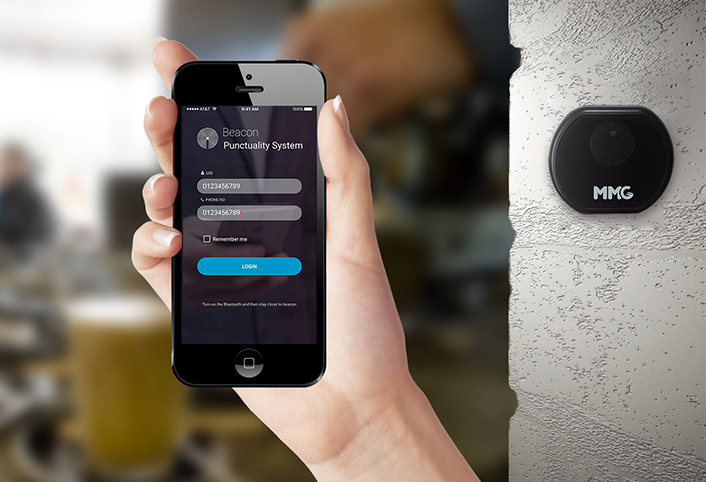 AT&T 9:41 AM 100%
Beacon
Punctuality System
UID
0123456789
PHONE NO
0123456789
Remember me
LOGIN
Turn on the Bluetooth and then stay close to beacon
MMG